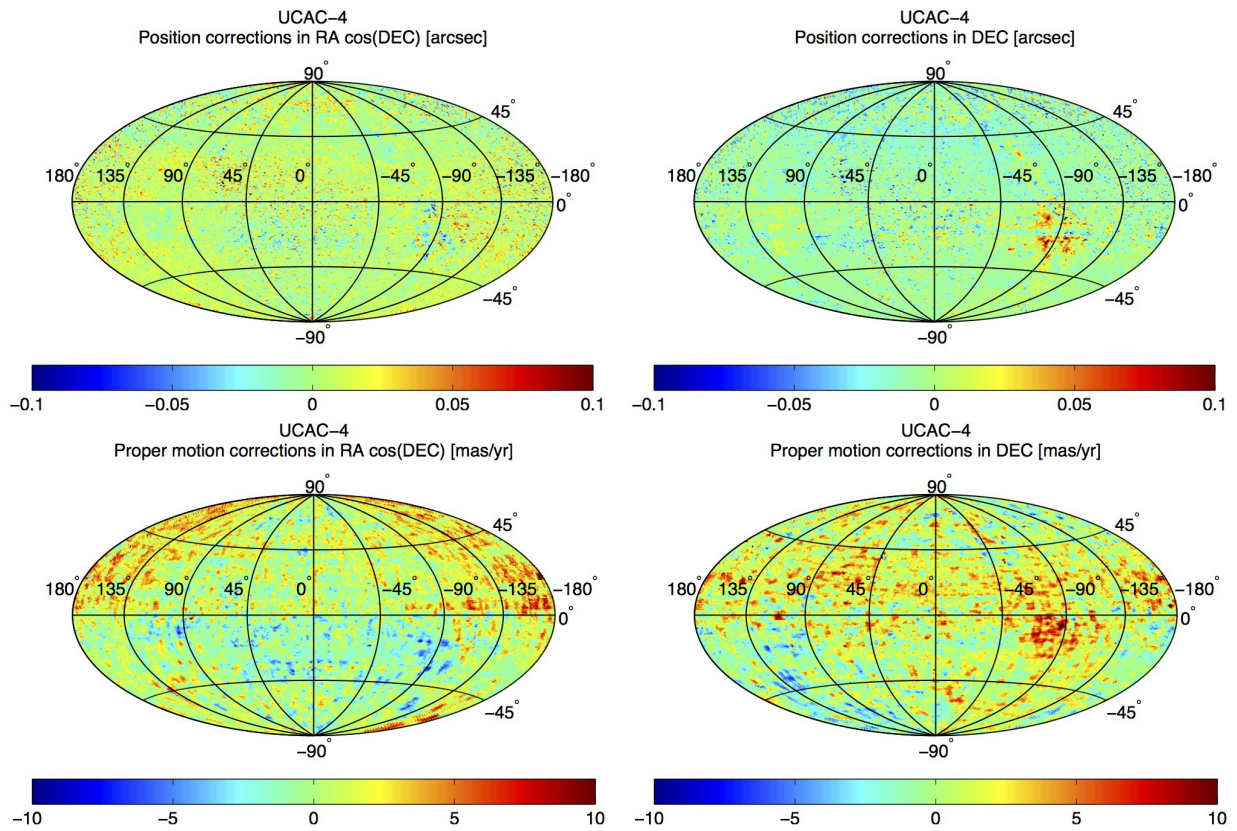 UCAC−4
Position corrections in RA cos(DEC) [arcsec]
90°
45°
180° 135° 90° 45° 0° −45° −90° −135° −180°
0°
−45°
−90°
−0.1 −0.05 0 0.05 0.1
UCAC−4
Position corrections in DEC [arcsec]
90°
45°
180° 135° 90° 45° 0° −45° −90° −135° −180°
0°
−45°
−90°
−0.1 −0.05 0 0.05 0.1
UCAC−4
Proper motion corrections in RA cos(DEC) [mas/yr]
90°
45°
180° 135° 90° 45° 0° −45° −90° −135° −180°
0°
−45°
−90°
−10 −5 0 5 10
UCAC−4
Proper motion corrections in DEC [mas/yr]
90°
45°
180° 135° 90° 45° 0° −45° −90° −135° −180°
0°
−45°
−90°
−10 −5 0 5 10